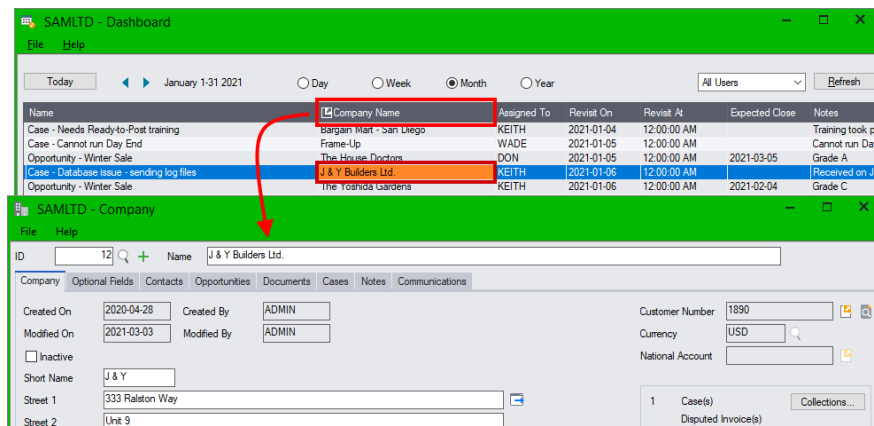 SAMLTD - Dashboard
File Help
Today January 1-31 2021 Day Week Month Year All Users Refresh
Name Company Name Assigned To Revisit On Revisit At Expected Close Notes
Case - Needs Ready-to-Post training Bargain Mart - San Diego KEITH 2021-01-04 12:00:00 AM Training took p
Case - Cannot run Day End Frame-Up WADE 2021-01-05 12:00:00 AM Cannot run Da
Opportunity - Winter Sale The House Doctors DON 2021-01-05 12:00:00 AM 2021-03-05 Grade A
Case - Database issue - sending log files J & Y Builders Ltd. KEITH 2021-01-06 12:00:00 AM Received on J
Opportunity - Winter Sale The Yoshida Gardens KEITH 2021-01-06 12:00:00 AM 2021-02-04 Grade C
SAMLTD - Company
File Help
ID 12 Name J & Y Builders Ltd.
Company Optional Fields Contacts Opportunities Documents Cases Notes Communications
Created On 2020-04-28 Created By ADMIN Customer Number 1890
Modified On 2021-03-03 Modified By ADMIN Currency USD
Inactive National Account
Short Name J & Y
Street 1 333 Ralston Way 1 Case(s) Collections...
Street 2 Unit 9 Disputed Invoice(s)